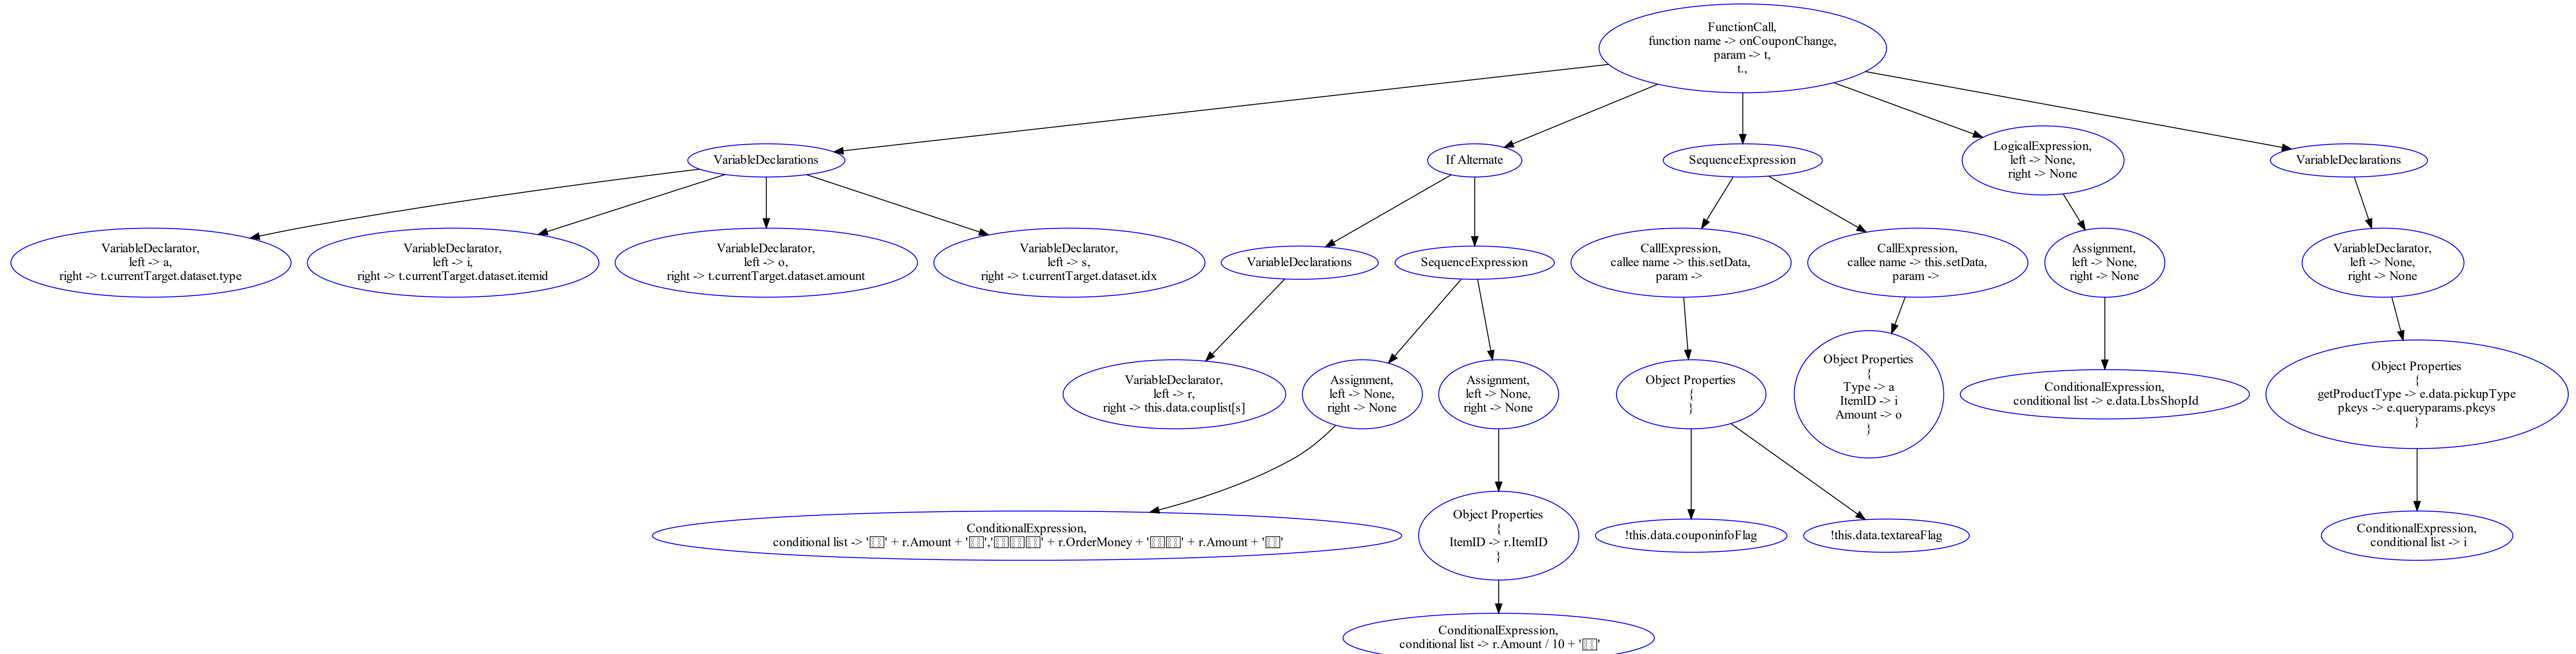 FunctionCall,
function name -> onCouponChange,
param -> t,
t.,
VariableDeclarations
If Alternate
SequenceExpression
LogicalExpression,
left -> None,
right -> None
VariableDeclarations
VariableDeclarator,
left -> a,
right -> t.currentTarget.dataset.type
VariableDeclarator,
left -> i,
right -> t.currentTarget.dataset.itemid
VariableDeclarator,
left -> o,
right -> t.currentTarget.dataset.amount
VariableDeclarator,
left -> s,
right -> t.currentTarget.dataset.idx
VariableDeclarations
SequenceExpression
CallExpression,
callee name -> this.setData,
param ->
CallExpression,
callee name -> this.setData,
param ->
Assignment,
left -> None,
right -> None
VariableDeclarator,
left -> None,
right -> None
VariableDeclarator,
left -> r,
right -> this.data.couplist[s]
Assignment,
left -> None,
right -> None
Assignment,
left -> None,
right -> None
Object Properties
{
}
Object Properties
{
Type -> a
ItemID -> i
Amount -> o
}
ConditionalExpression,
conditional list -> e.data.LbsShopId
Object Properties
{
getProductType -> e.data.pickupType
pkeys -> e.queryparams.pkeys
}
ConditionalExpression,
conditional list -> '' + r.Amount + '','' + r.OrderMoney + '' + r.Amount + ''
Object Properties
{
ItemID -> r.ItemID
}
!this.data.couponinfoFlag
!this.data.textareaFlag
ConditionalExpression,
conditional list -> i
ConditionalExpression,
conditional list -> r.Amount / 10 + ''